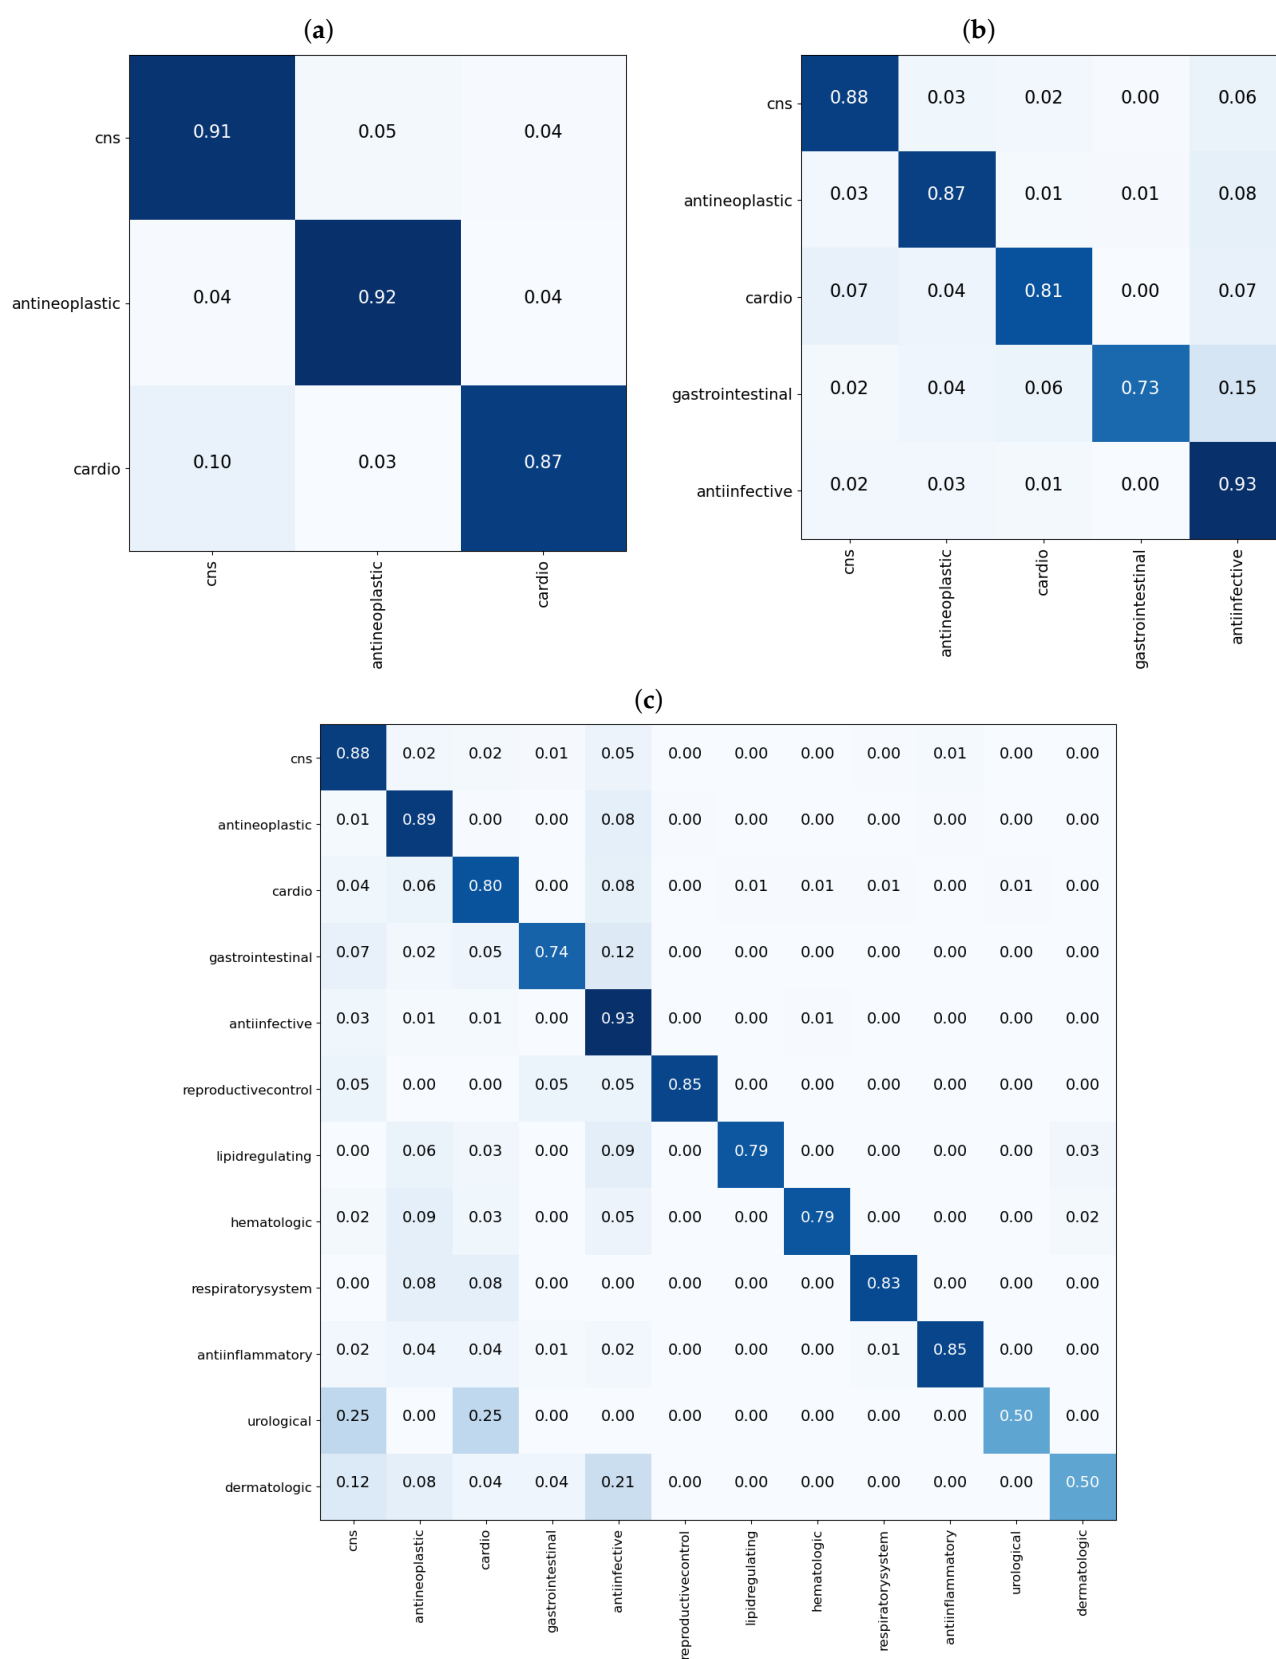 (a)
cns 0.91 0.05 0.04
antineoplastic 0.04 0.92 0.04
cardio 0.10 0.03 0.87
cns antineoplastic cardio
(b)
cns 0.88 0.03 0.02 0.00 0.06
antineoplastic 0.03 0.87 0.01 0.01 0.08
cardio 0.07 0.04 0.81 0.00 0.07
gastrointestinal 0.02 0.04 0.06 0.73 0.15
antiinfective 0.02 0.03 0.01 0.00 0.93
cns antineoplastic cardio gastrointestinal antiinfective
(c)
cns 0.88 0.02 0.02 0.01 0.05 0.00 0.00 0.00 0.00 0.01 0.00 0.00
antineoplastic 0.01 0.89 0.00 0.00 0.08 0.00 0.00 0.00 0.00 0.00 0.00 0.00
cardio 0.04 0.06 0.80 0.00 0.08 0.00 0.01 0.01 0.01 0.00 0.01 0.00
gastrointestinal 0.07 0.02 0.05 0.74 0.12 0.00 0.00 0.00 0.00 0.00 0.00 0.00
antiinfective 0.03 0.01 0.01 0.00 0.93 0.00 0.00 0.01 0.00 0.00 0.00 0.00
reproductivecontrol 0.05 0.00 0.00 0.05 0.05 0.85 0.00 0.00 0.00 0.00 0.00 0.00
lipidregulating 0.00 0.06 0.03 0.00 0.09 0.00 0.79 0.00 0.00 0.00 0.00 0.03
hematologic 0.02 0.09 0.03 0.00 0.05 0.00 0.00 0.79 0.00 0.00 0.00 0.02
respiratorysystem 0.00 0.08 0.08 0.00 0.00 0.00 0.00 0.00 0.83 0.00 0.00 0.00
antiinflammatory 0.02 0.04 0.04 0.01 0.02 0.00 0.00 0.00 0.01 0.85 0.00 0.00
urological 0.25 0.00 0.25 0.00 0.00 0.00 0.00 0.00 0.00 0.00 0.50 0.00
dermatologic 0.12 0.08 0.04 0.04 0.21 0.00 0.00 0.00 0.00 0.00 0.00 0.50
cns antineoplastic cardio gastrointestinal antiinfective reproductivecontrol lipidregulating hematologic respiratorysystem antiinflammatory urological dermatologic